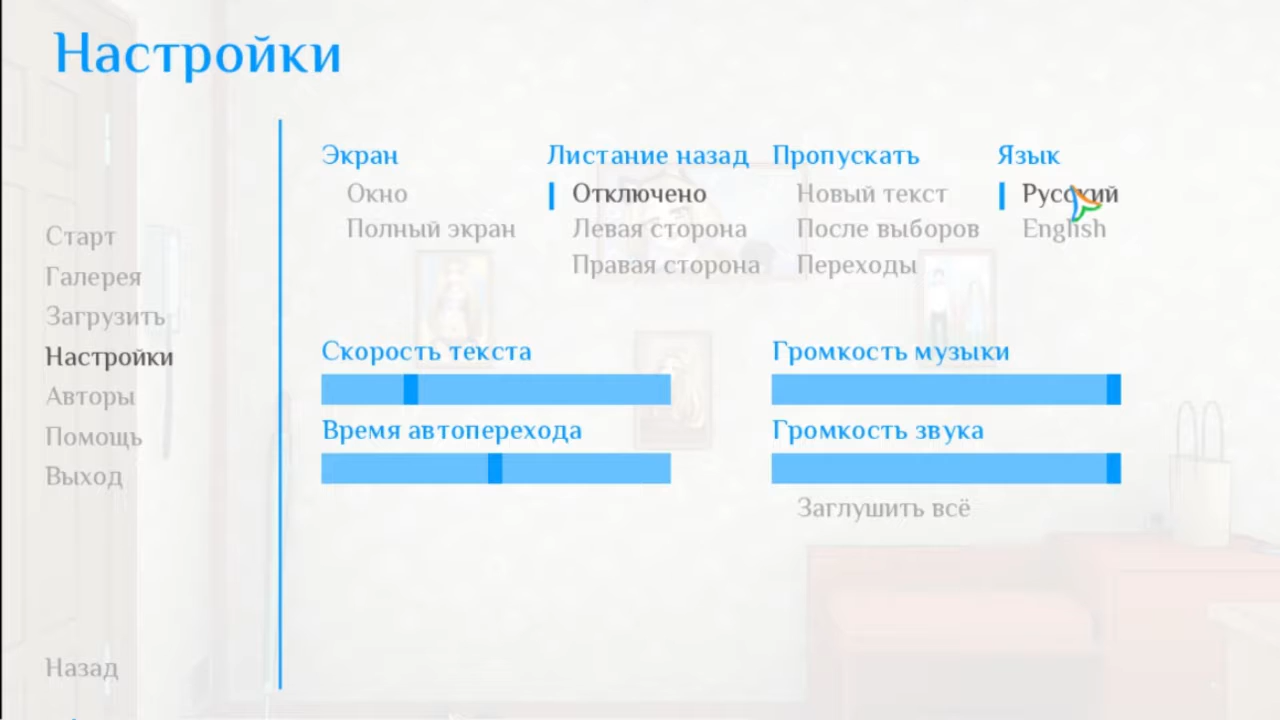 Настройки
Старт
Галерея
Загрузить
Настройки
Авторы
Помощь
Выход
Назад
Экран
Окно
Полный экран
Листание назад
Отключено
Левая сторона
Правая сторона
Пропускать
Новый текст
После выборов
Переходы
Язык
Русский
English
Скорость текста
Время автоперехода
Громкость музыки
Громкость звука
Заглушить всё